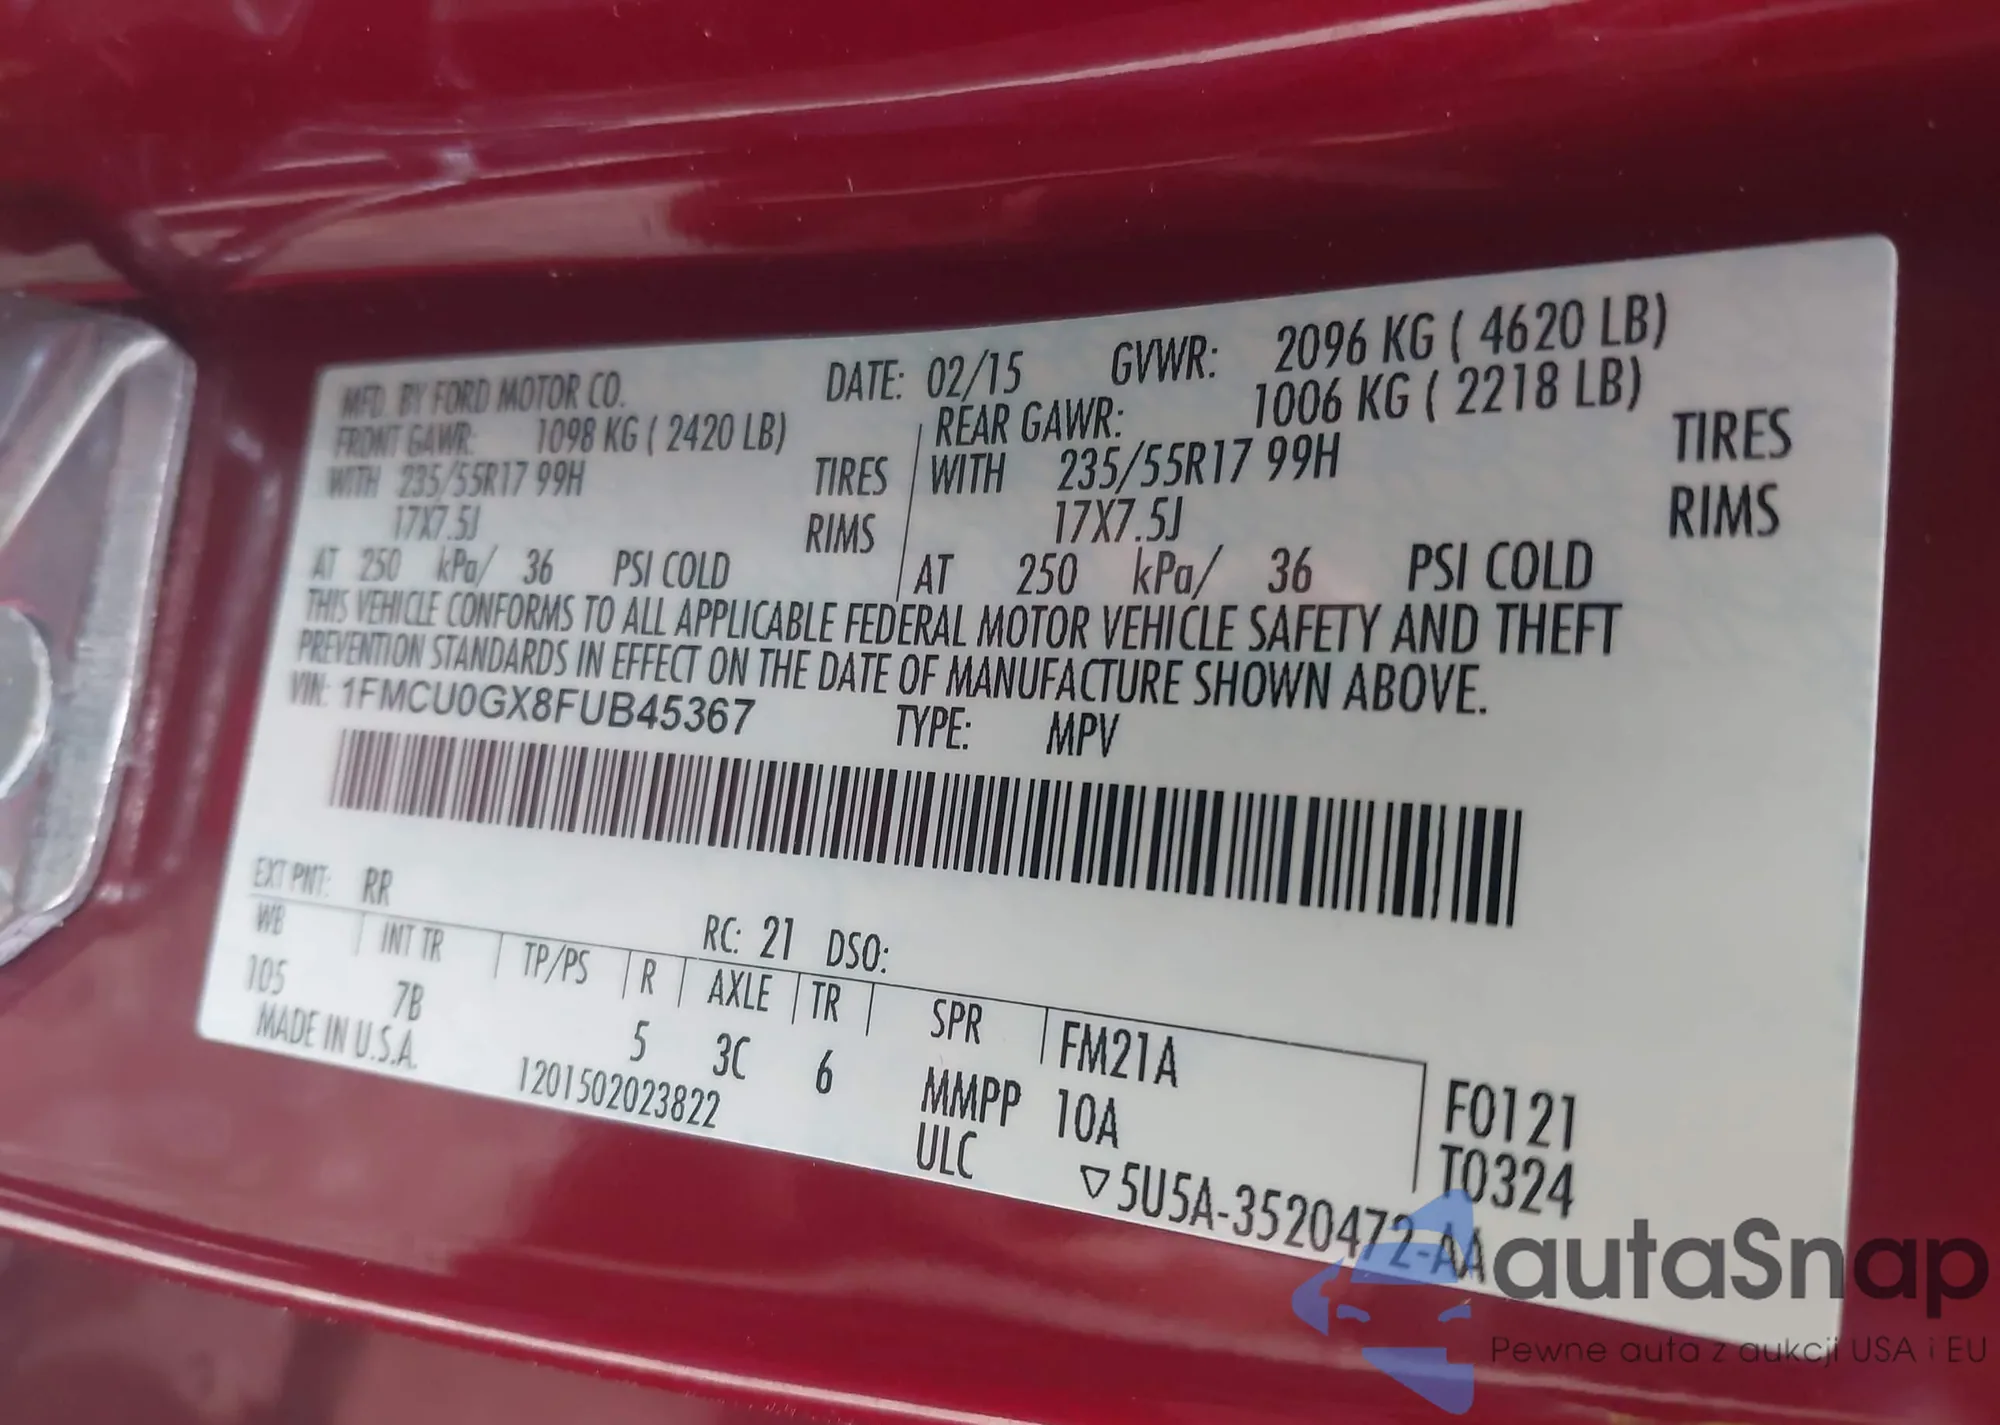 MFD. BY FORD MOTOR CO. DATE: 02/15 GVWR: 2096 KG ( 4620 LB)
FRONT GAWR: 1098 KG ( 2420 LB) REAR GAWR: 1006 KG ( 2218 LB)
WITH 235/55R17 99H TIRES WITH 235/55R17 99H TIRES
17X7.5J RIMS 17X7.5J RIMS
AT 250 kPa/ 36 PSI COLD AT 250 kPa/ 36 PSI COLD
THIS VEHICLE CONFORMS TO ALL APPLICABLE FEDERAL MOTOR VEHICLE SAFETY AND THEFT
PREVENTION STANDARDS IN EFFECT ON THE DATE OF MANUFACTURE SHOWN ABOVE.
VIN: 1FMCU0GX8FUB45367 TYPE: MPV
EXT PNT: RR RC: 21 DSO:
WB INT TR TP/PS R AXLE TR SPR FM21A F0121
105 7B 5 3C 6 MMPP 10A T0324
MADE IN U.S.A. 1201502023822 ULC ▽5U5A-3520472-AA
autaSnap
Pewne auta z aukcji USA i EU